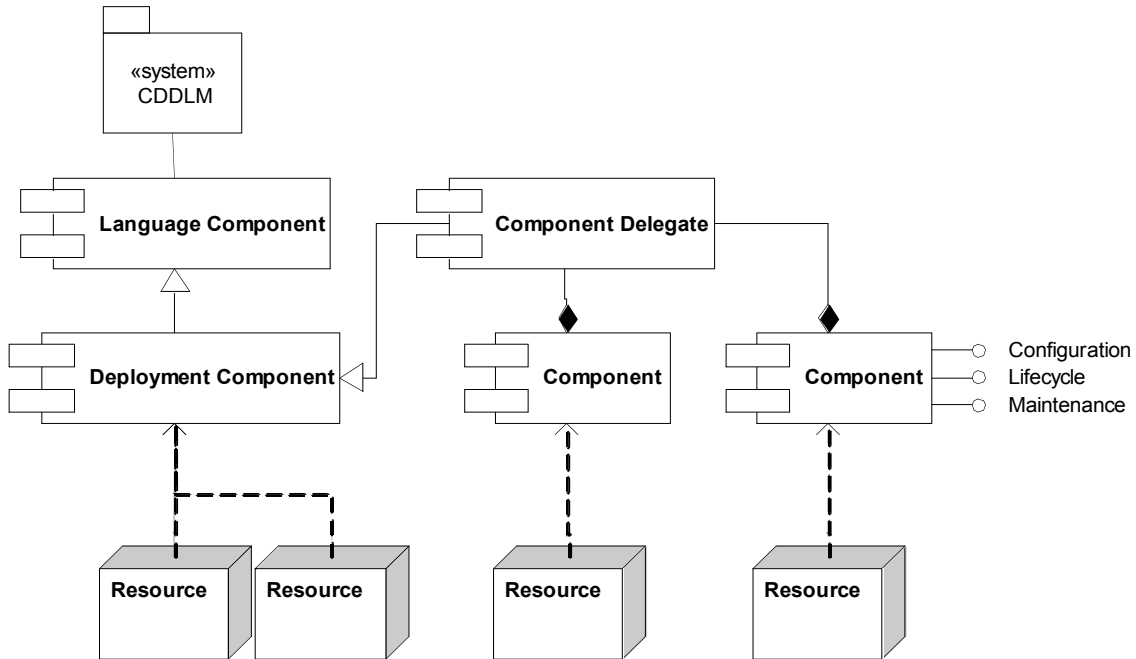 «system»
CDDLM
Language Component
Component Delegate
Deployment Component
Component
Component
Configuration
Lifecycle
Maintenance
Resource
Resource
Resource
Resource